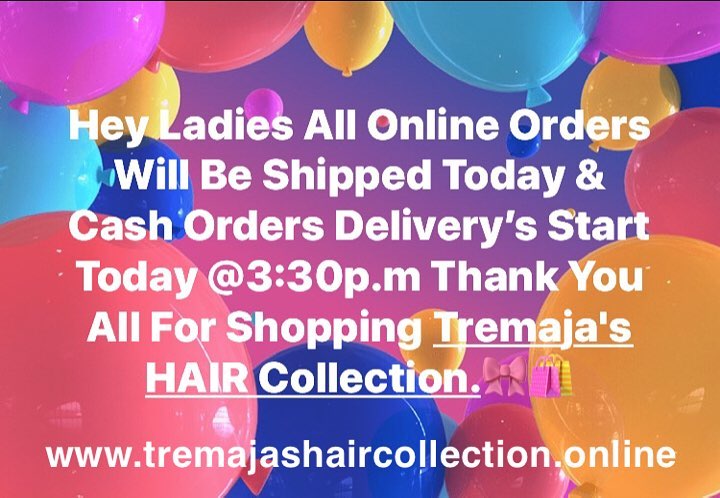 Hey Ladies All Online Orders
Will Be Shipped Today &
Cash Orders Delivery’s Start
Today @3:30p.m Thank You
All For Shopping Tremaja's
HAIR Collection.🎀🛍️
www.tremajashaircollection.online